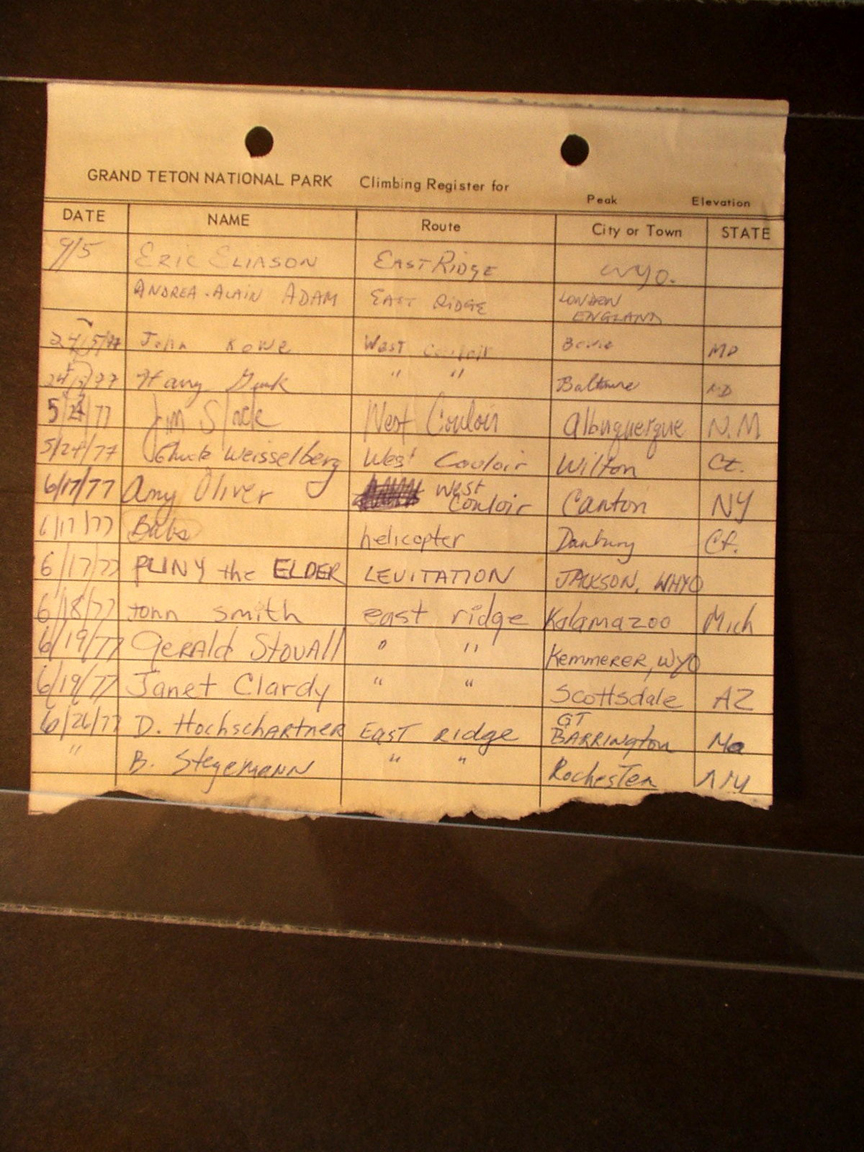 GRAND TETON NATIONAL PARK Climbing Register for
Peak Elevation
DATE NAME Route City or Town STATE
9/5 ERIC ELIASON EAST RIDGE WYO.
ANDREA-ALAIN ADAM EAST RIDGE LONDON ENGLAND
John West Couloir Bowie MD
Harry " " Baltimore MD
5/24/77 Jim West Couloir Albuquerque N.M
5/24/77 Chuck Weisselberg West Couloir Wilton Ct.
6/17/77 Amy Oliver West Couloir Canton NY
6/17/77 Babs helicopter Danbury Ct.
6/17/77 PLINY the ELDER LEVITATION JACKSON, WHYO
6/18/77 John smith east ridge Kalamazoo Mich
6/19/77 GERALD STOVALL " " KEMMERER, WYO
6/19/77 Janet Clardy " " Scottsdale AZ
6/26/77 D. HochschARTNER EAST RIdge GT BARRINGTON Ma
" B. StegeMANN " " RochesTER NY